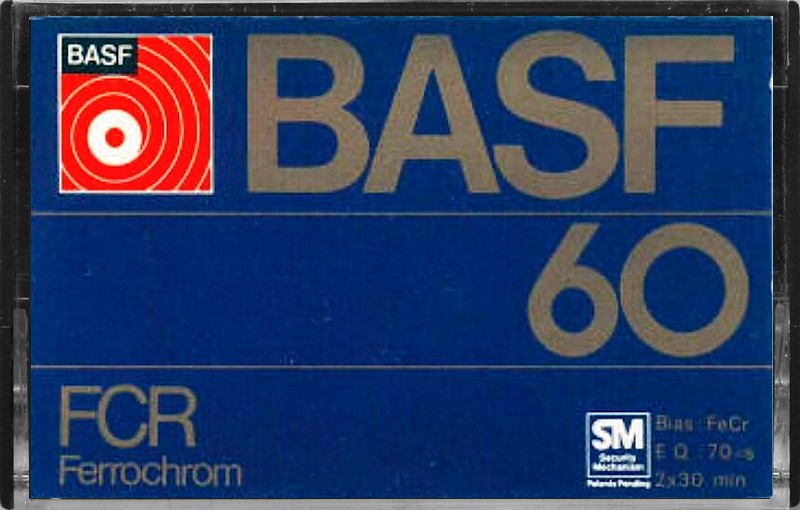 BASF
BASF
60
FCR
Ferrochrom
SM
Security
Mechanism
Patents Pending
Bias : FeCr
E Q : 70 µs
2x30 min